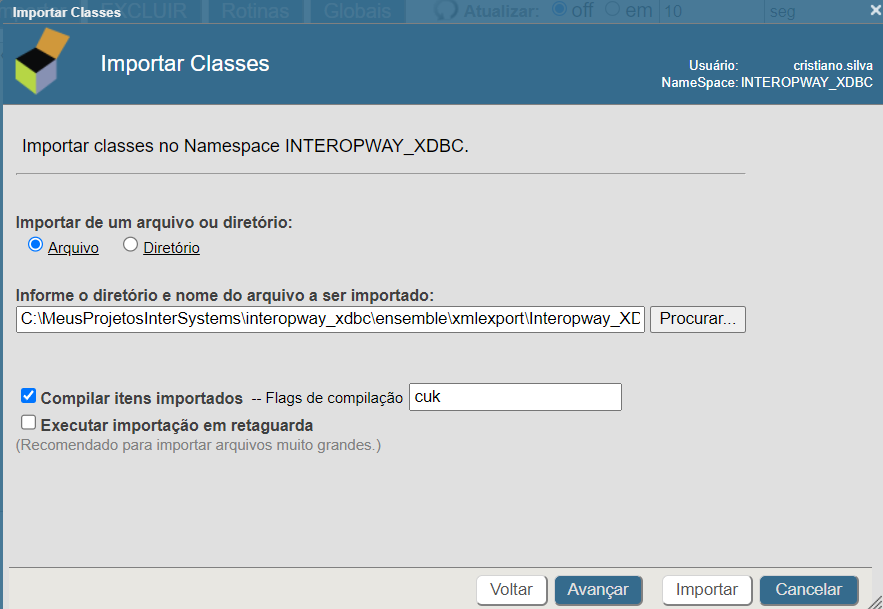 EXCLUIR Rotinas Globais Atualizar: off em 10 seg
Importar Classes
Importar Classes
Usuário: cristiano.silva
NameSpace: INTEROPWAY_XDBC
Importar classes no Namespace INTEROPWAY_XDBC.
Importar de um arquivo ou diretório:
Arquivo Diretório
Informe o diretório e nome do arquivo a ser importado:
C:\MeusProjetosInterSystems\interopway_xdbc\ensemble\xmlexport\Interopway_XD Procurar...
Compilar itens importados -- Flags de compilação cuk
Executar importação em retaguarda
(Recomendado para importar arquivos muito grandes.)
Voltar Avançar Importar Cancelar